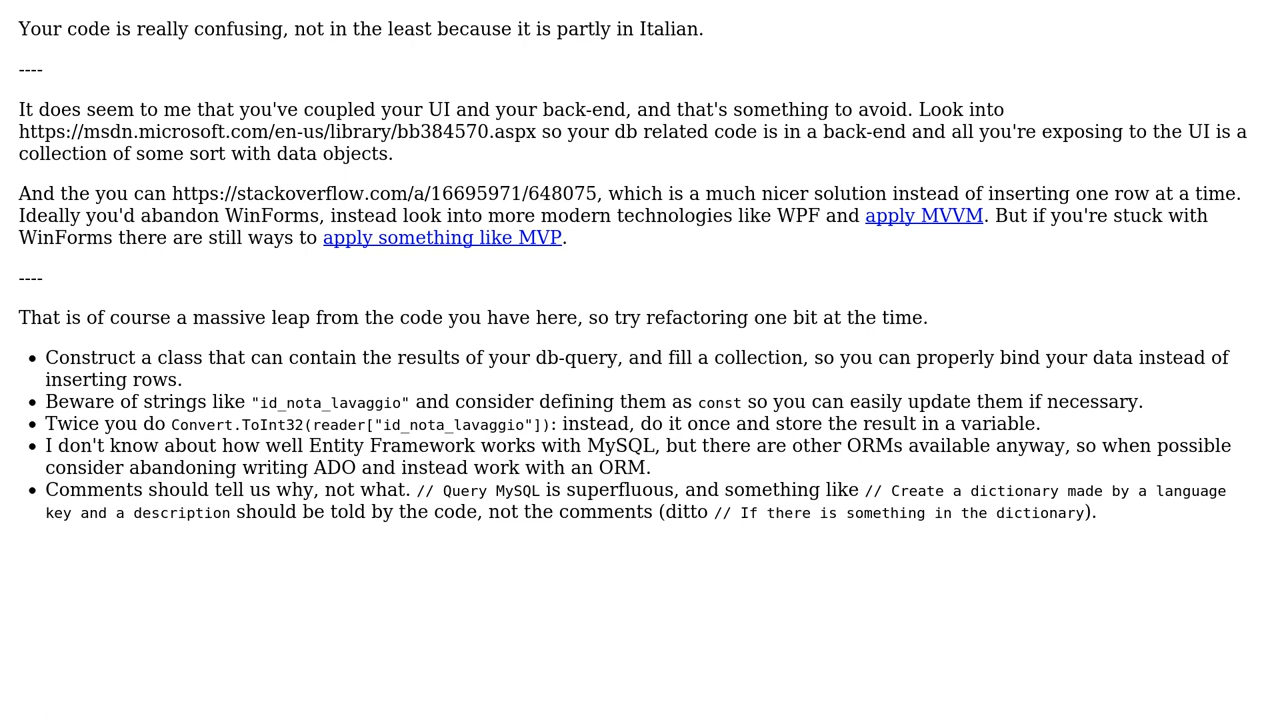 Your code is really confusing, not in the least because it is partly in Italian.
----
It does seem to me that you've coupled your UI and your back-end, and that's something to avoid. Look into
https://msdn.microsoft.com/en-us/library/bb384570.aspx so your db related code is in a back-end and all you're exposing to the UI is a
collection of some sort with data objects.
And the you can https://stackoverflow.com/a/16695971/648075, which is a much nicer solution instead of inserting one row at a time.
Ideally you'd abandon WinForms, instead look into more modern technologies like WPF and apply MVVM. But if you're stuck with
WinForms there are still ways to apply something like MVP.
----
That is of course a massive leap from the code you have here, so try refactoring one bit at the time.
• Construct a class that can contain the results of your db-query, and fill a collection, so you can properly bind your data instead of
inserting rows.
• Beware of strings like "id_nota_lavaggio" and consider defining them as const so you can easily update them if necessary.
• Twice you do Convert.ToInt32(reader["id_nota_lavaggio"]): instead, do it once and store the result in a variable.
• I don't know about how well Entity Framework works with MySQL, but there are other ORMs available anyway, so when possible
consider abandoning writing ADO and instead work with an ORM.
• Comments should tell us why, not what. // Query MySQL is superfluous, and something like // Create a dictionary made by a language
key and a description should be told by the code, not the comments (ditto // If there is something in the dictionary).